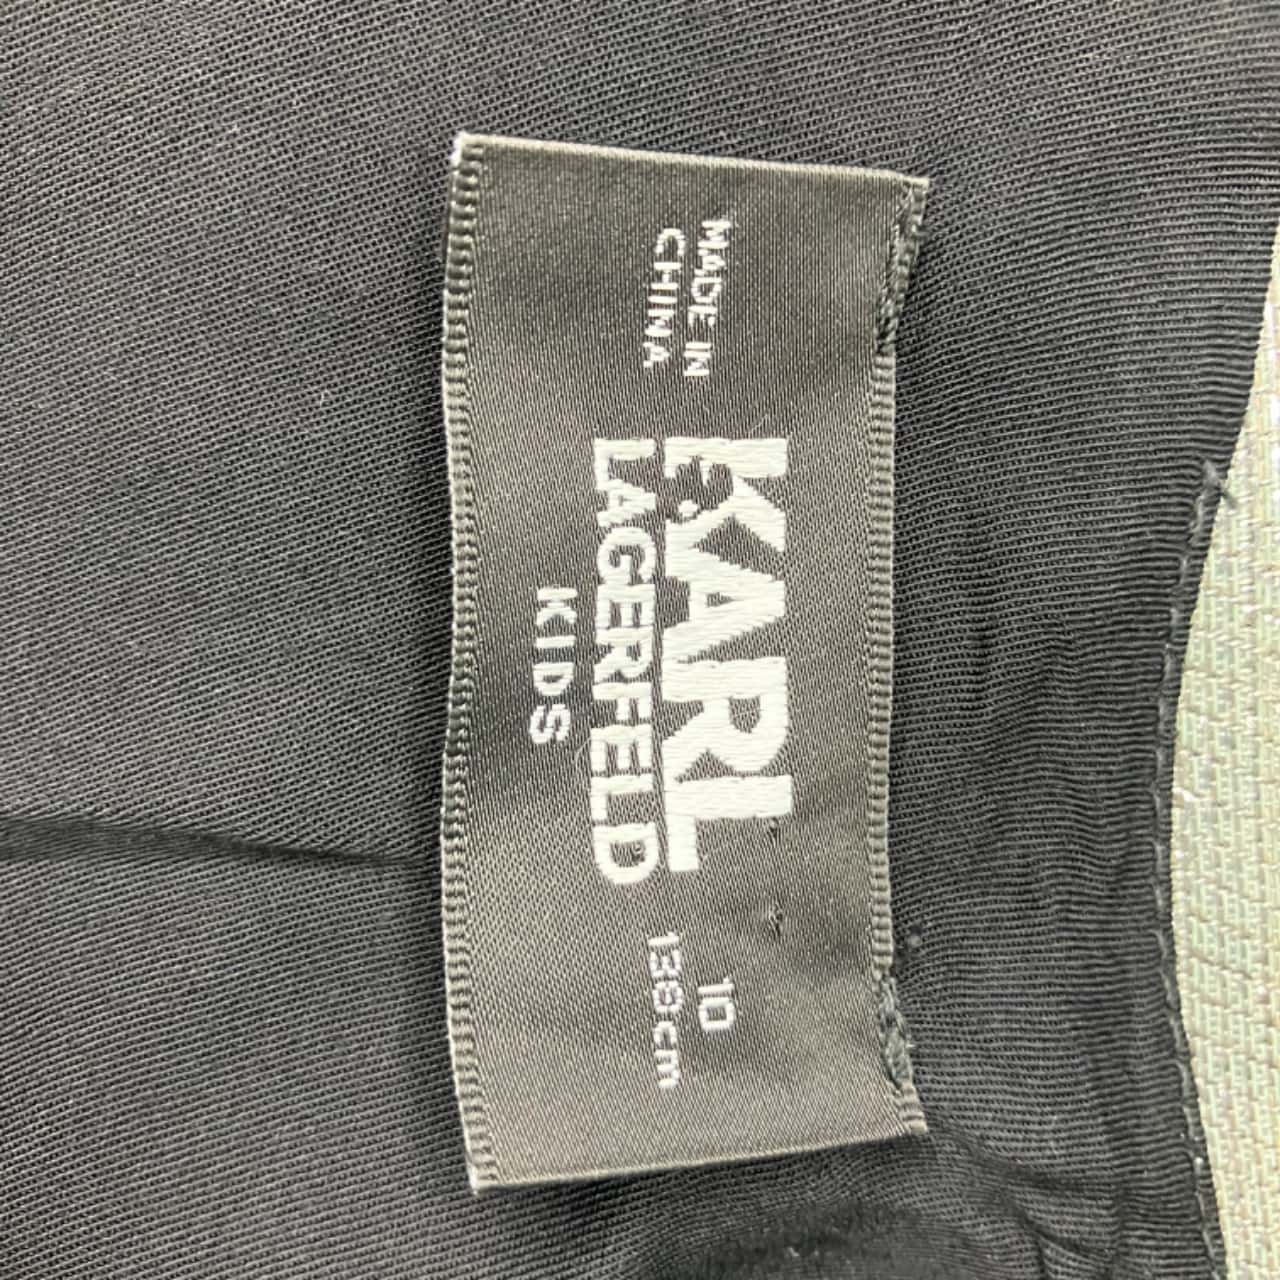 MADE IN
CHINA
KARL
LAGERFELD
KIDS
10
138cm